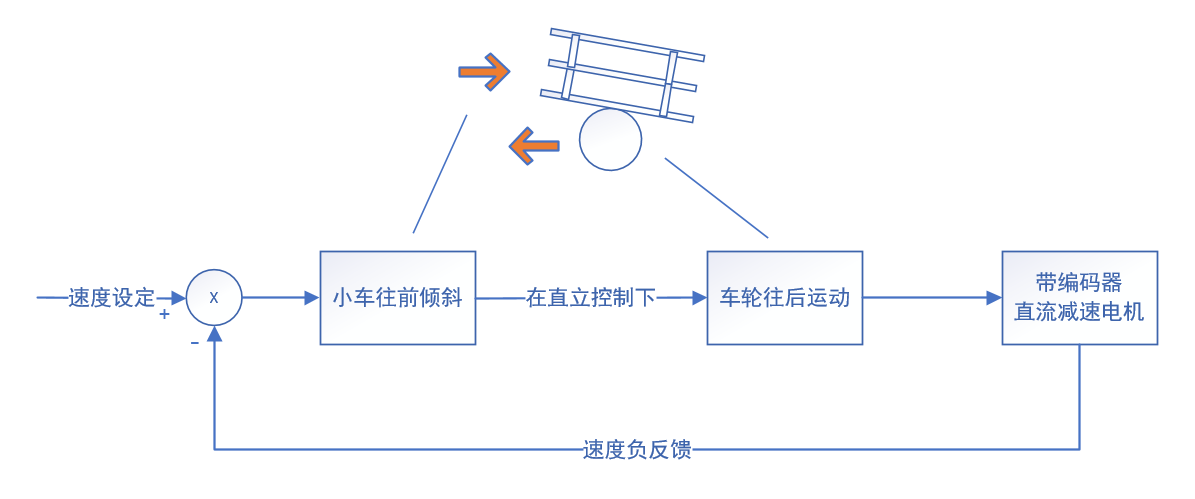 速度设定
+
x
-
小车往前倾斜
在直立控制下
车轮往后运动
带编码器
直流减速电机
速度负反馈